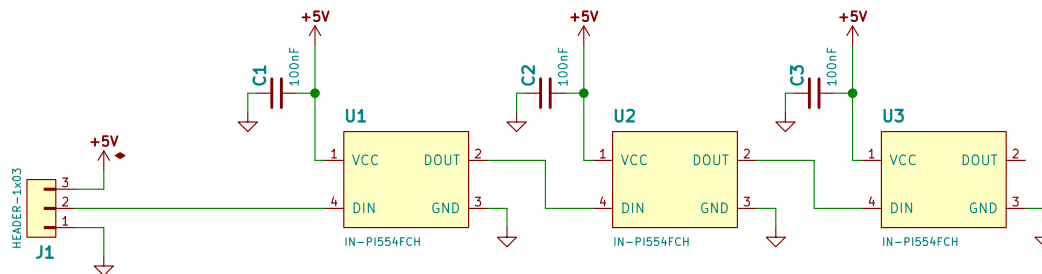 +5V
+5V
+5V
C1
100nF
C2
100nF
C3
100nF
U1
U2
U3
+5V
1
VCC
DOUT
2
1
VCC
DOUT
2
1
VCC
DOUT
2
HEADER-1x03
3
2
1
4
DIN
GND
3
4
DIN
GND
3
4
DIN
GND
3
J1
IN-PI554FCH
IN-PI554FCH
IN-PI554FCH